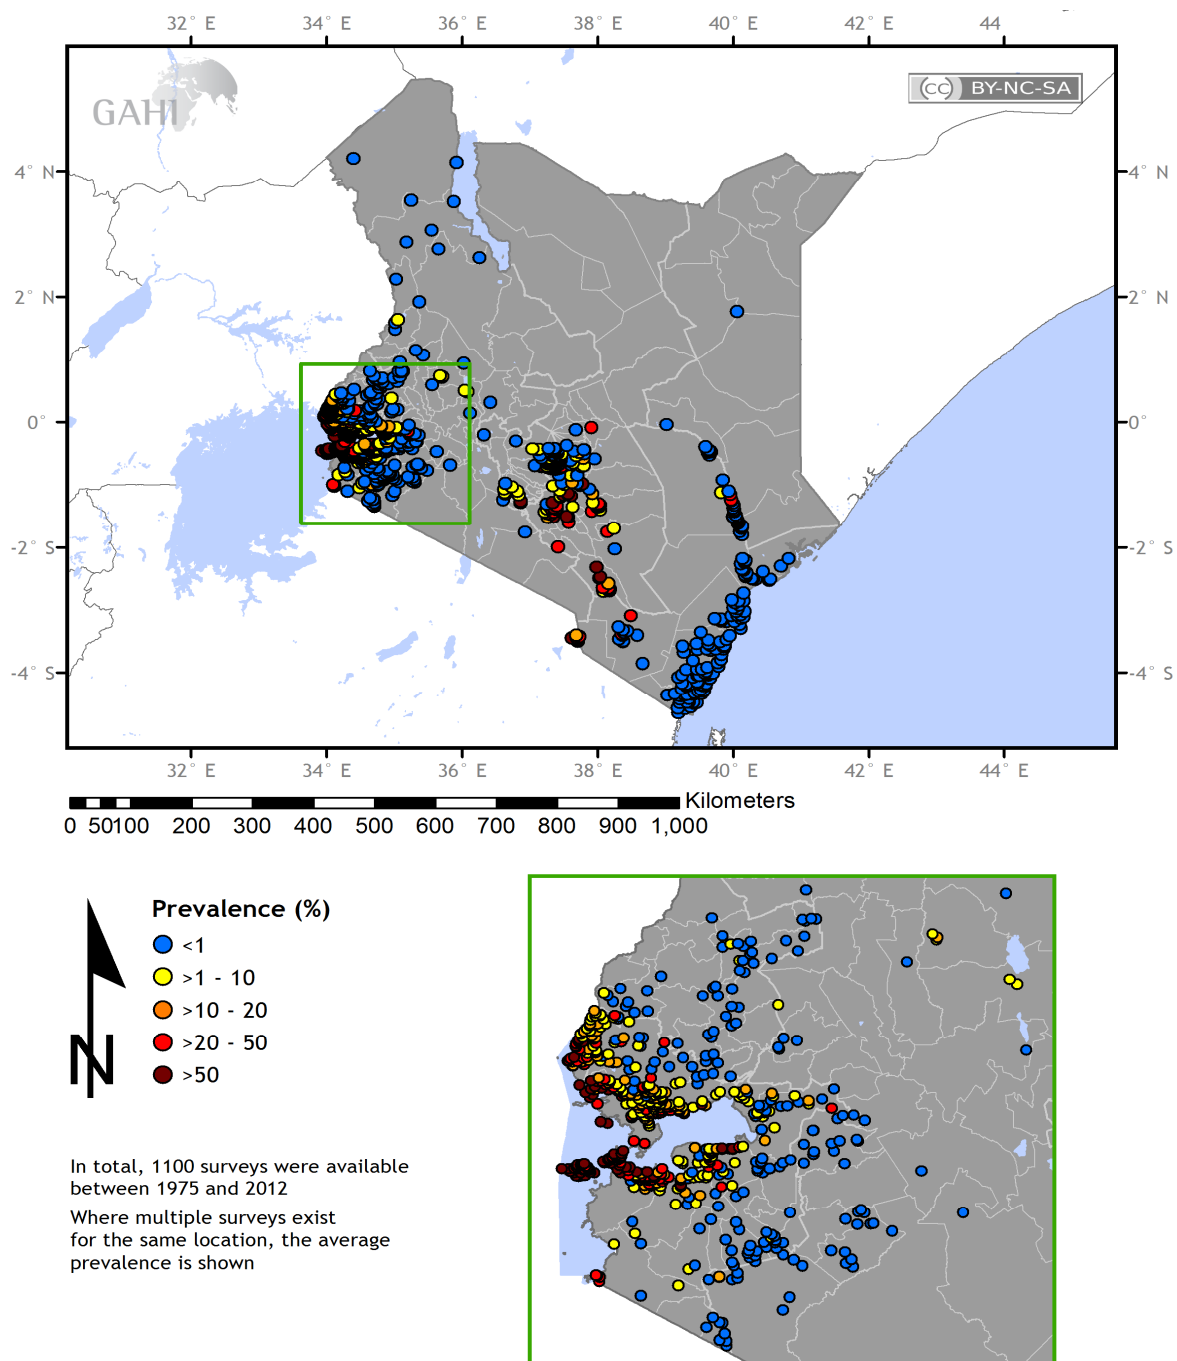 32° E 34° E 36° E 38° E 40° E 42° E 44° E
GAHI
CC BY-NC-SA
4° N 4° N
2° N 2° N
0° 0°
-2° S -2° S
-4° S -4° S
32° E 34° E 36° E 38° E 40° E 42° E 44° E
Kilometers
0 50100 200 300 400 500 600 700 800 900 1,000
Prevalence (%)
<1
>1 - 10
>10 - 20
>20 - 50
>50
N
In total, 1100 surveys were available
between 1975 and 2012
Where multiple surveys exist
for the same location, the average
prevalence is shown